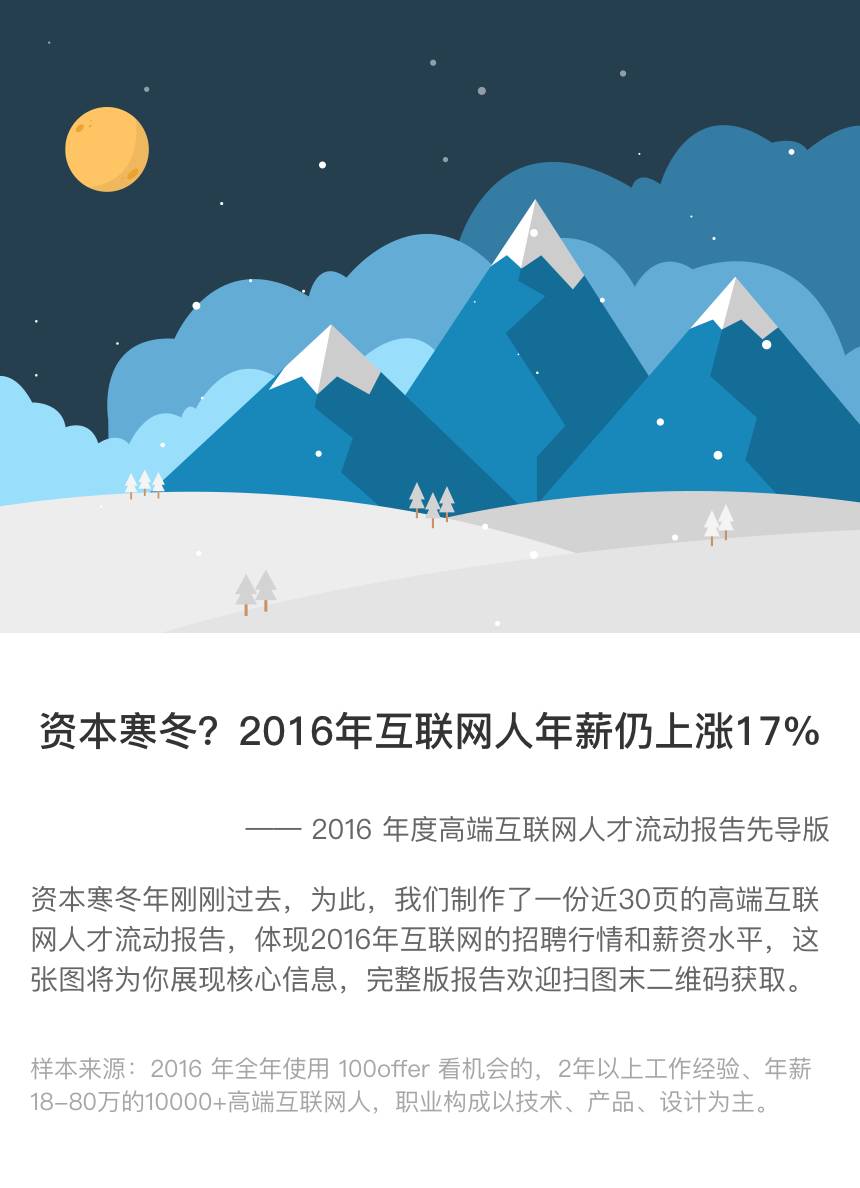 资本寒冬？2016年互联网人年薪仍上涨17%
—— 2016 年度高端互联网人才流动报告先导版
资本寒冬年刚刚过去，为此，我们制作了一份近30页的高端互联
网人才流动报告，体现2016年互联网的招聘行情和薪资水平，这
张图将为你展现核心信息，完整版报告欢迎扫图末二维码获取。
样本来源：2016 年全年使用 100offer 看机会的，2年以上工作经验、年薪
18-80万的10000+高端互联网人，职业构成以技术、产品、设计为主。